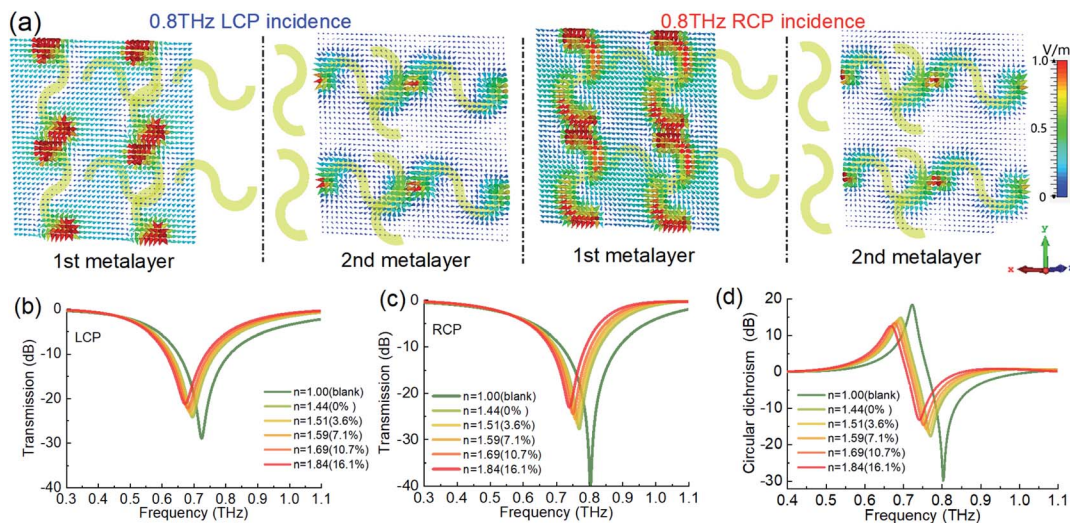 (a)
0.8THz LCP incidence
0.8THz RCP incidence
V/m
1.0
0.5
0
y
x
1st metalayer
2nd metalayer
1st metalayer
2nd metalayer
(b)
0
-10
-20
-30
-40
Transmission (dB)
LCP
n=1.00(blank)
n=1.44(0% )
n=1.51(3.6%)
n=1.59(7.1%)
n=1.69(10.7%)
n=1.84(16.1%)
0.3 0.4 0.5 0.6 0.7 0.8 0.9 1.0 1.1
Frequency (THz)
(c)
0
-10
-20
-30
-40
Transmission (dB)
RCP
n=1.00(blank)
n=1.44(0%)
n=1.51(3.6%)
n=1.59(7.1%)
n=1.69(10.7%)
n=1.84(16.1%)
0.3 0.4 0.5 0.6 0.7 0.8 0.9 1.0 1.1
Frequency (THz)
(d)
20
10
0
-10
-20
-30
Circular dichroism (dB)
n=1.00(blank)
n=1.44(0%)
n=1.51(3.6%)
n=1.59(7.1%)
n=1.69(10.7%)
n=1.84(16.1%)
0.4 0.5 0.6 0.7 0.8 0.9 1.0 1.1
Frequency (THz)